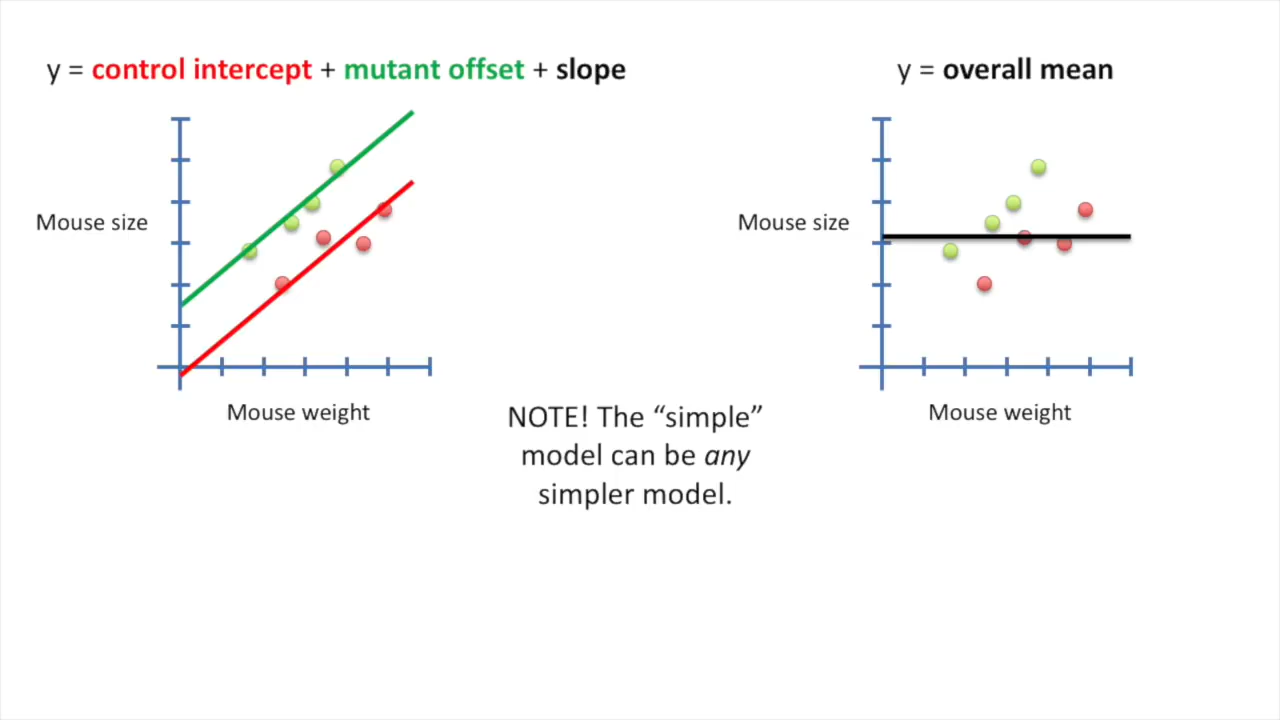 y = control intercept + mutant offset + slope
y = overall mean
Mouse size
Mouse size
Mouse weight
Mouse weight
NOTE! The “simple”
model can be any
simpler model.